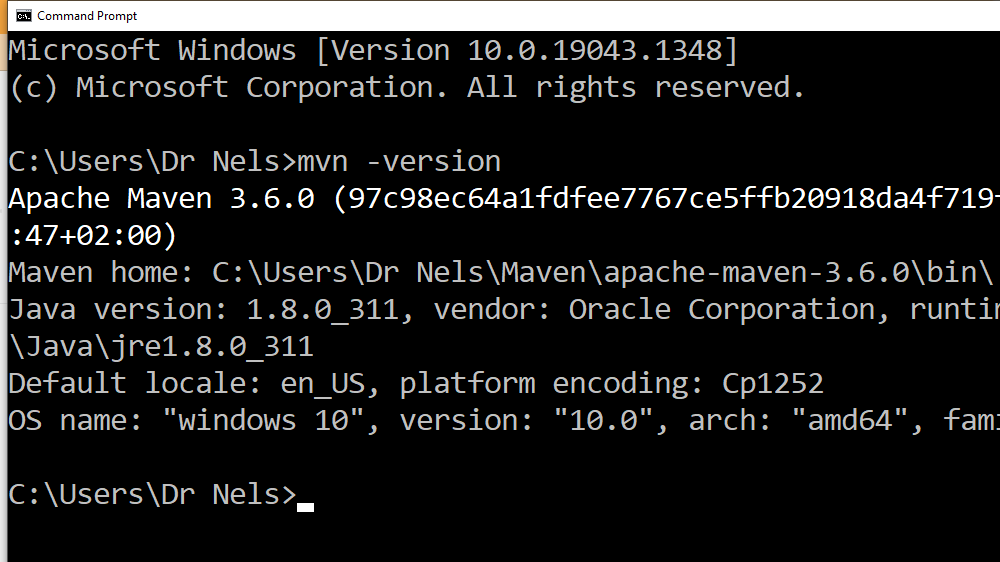 Command Prompt
Microsoft Windows [Version 10.0.19043.1348]
(c) Microsoft Corporation. All rights reserved.
C:\Users\Dr Nels>mvn -version
Apache Maven 3.6.0 (97c98ec64a1fdfee7767ce5ffb20918da4f719
:47+02:00)
Maven home: C:\Users\Dr Nels\Maven\apache-maven-3.6.0\bin\
Java version: 1.8.0_311, vendor: Oracle Corporation,
\Java\jre1.8.0_311
Default locale: en_US, platform encoding: Cp1252
OS name: "windows 10", version: "10.0", arch: "amd64",
C:\Users\Dr Nels>